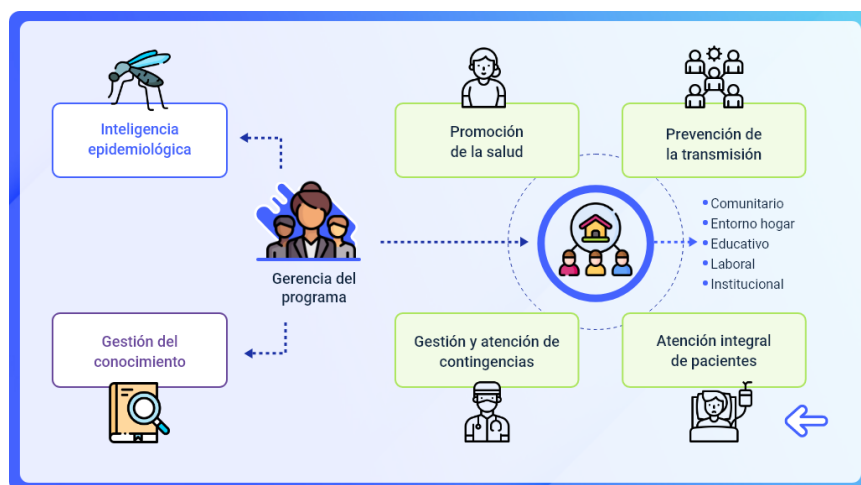 Inteligencia
epidemiológica
Promoción
de la salud
Prevención de
la transmisión
Gerencia del
programa
Comunitario
Entorno hogar
Educativo
Laboral
Institucional
Gestión del
conocimiento
Gestión y atención de
contingencias
Atención integral
de pacientes